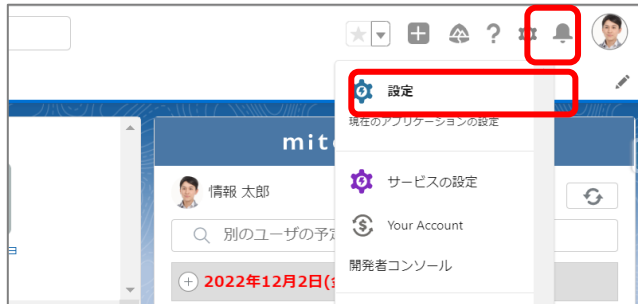 設定
現在のアプリケーションの設定
mit
情報 太郎
サービスの設定
別のユーザの予
Your Account
日
開発者コンソール
2022年12月2日(